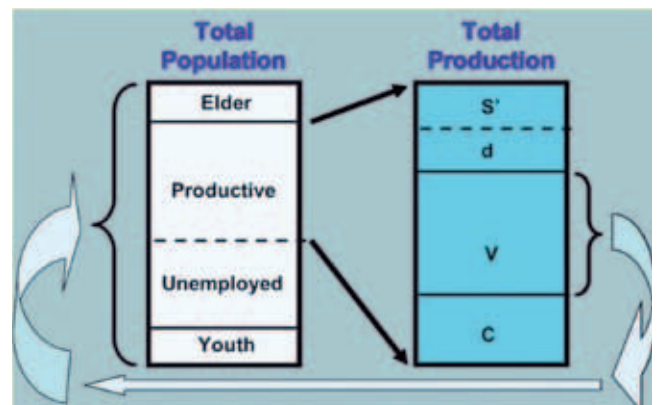 Total
Population
Elder
Productive
Unemployed
Youth
Total
Production
S'
d
V
C